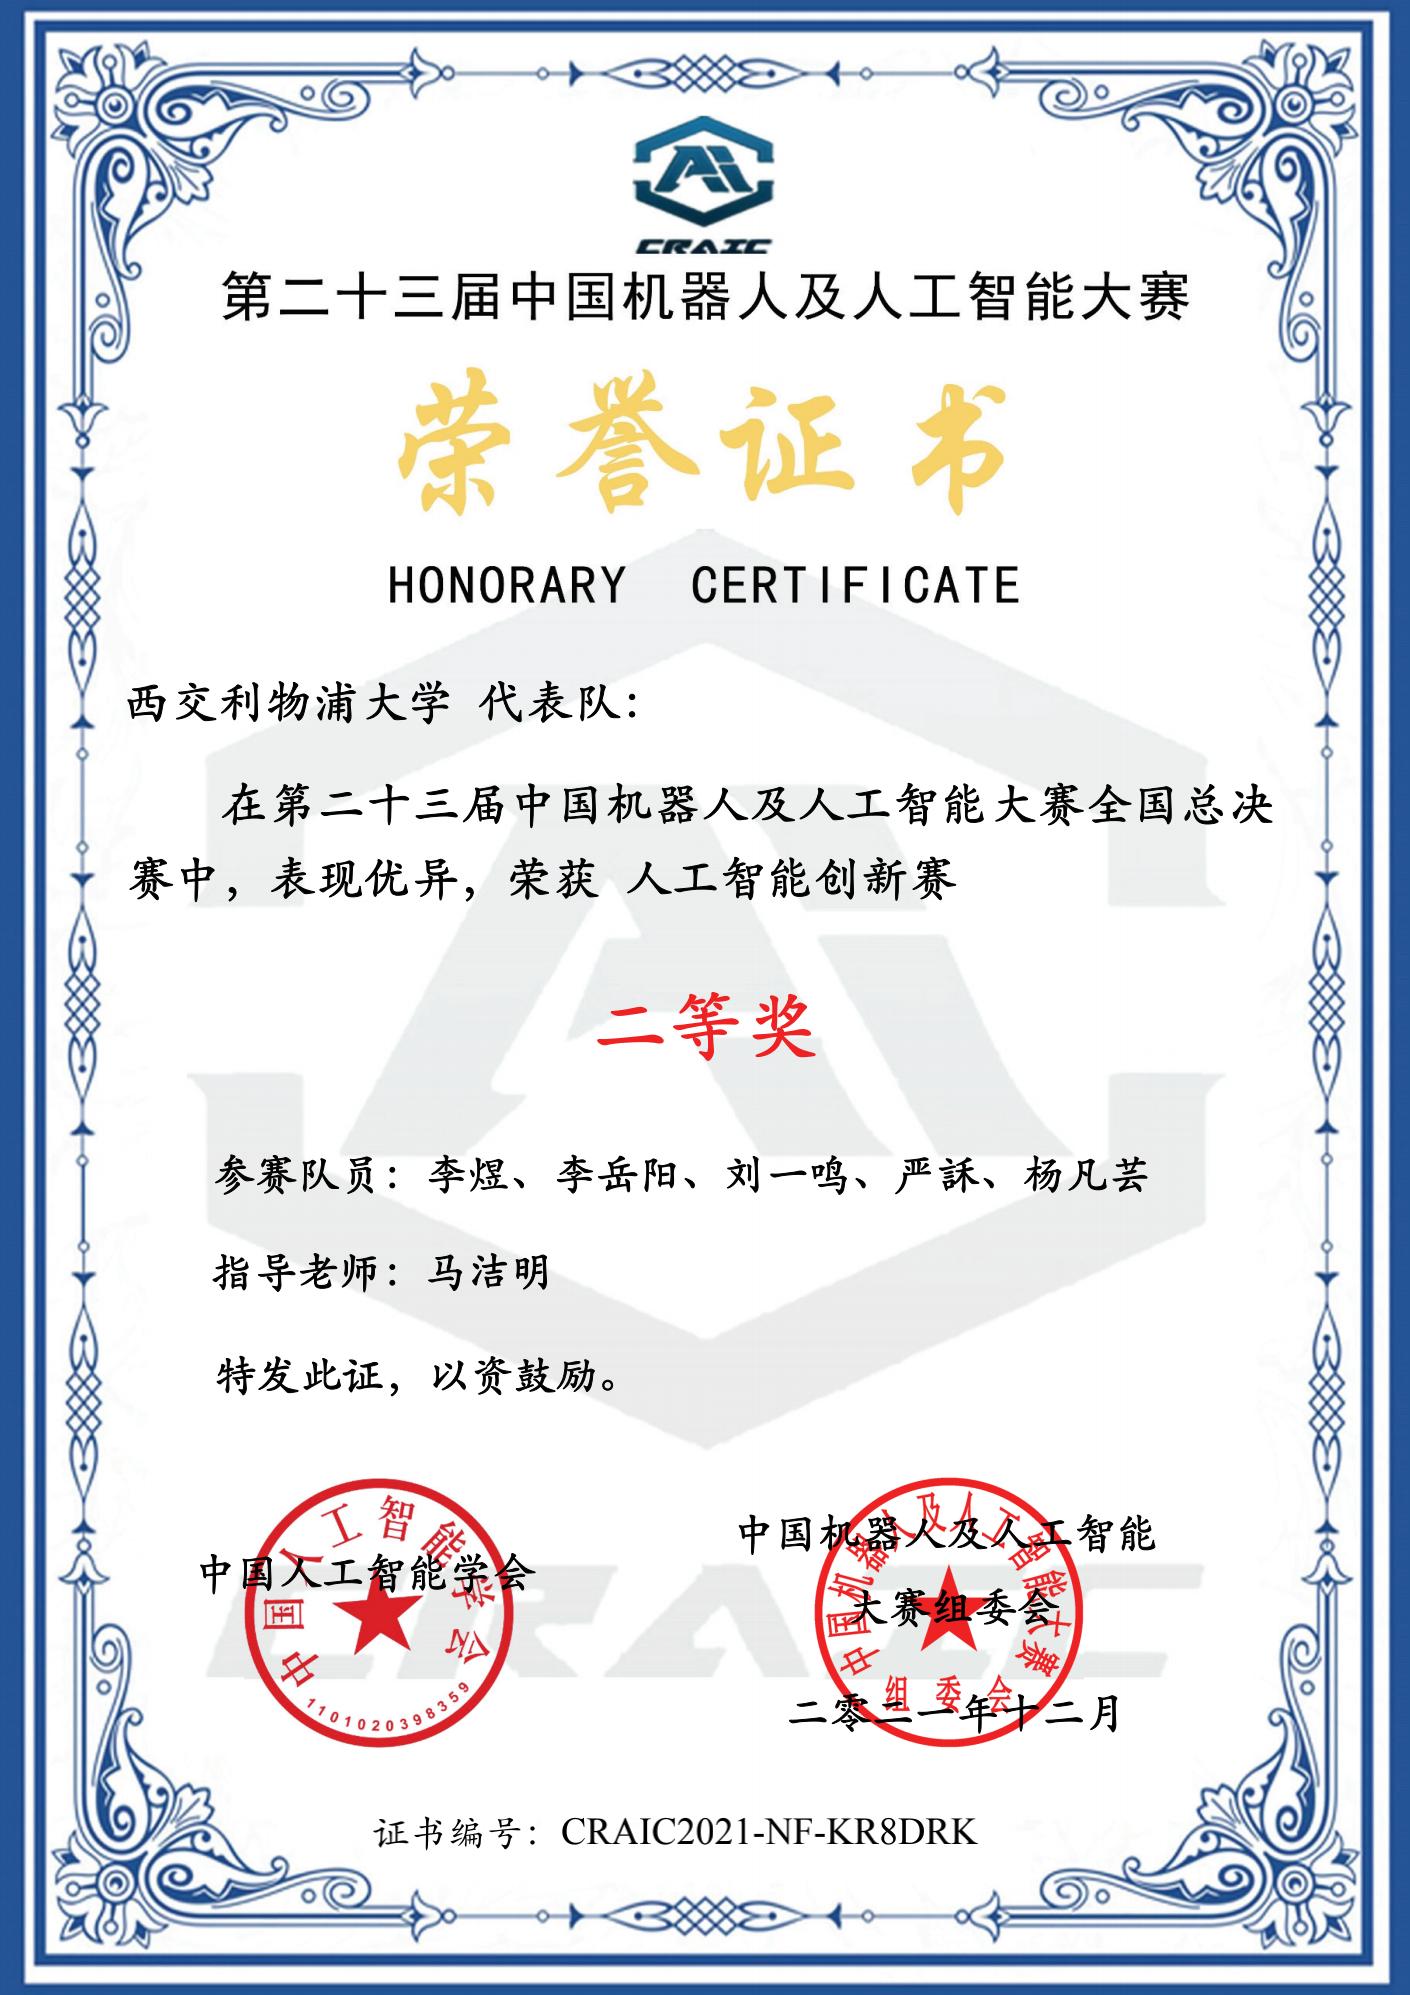 CRAIC
第二十三届中国机器人及人工智能大赛
荣誉证书
HONORARY CERTIFICATE
西交利物浦大学 代表队：
在第二十三届中国机器人及人工智能大赛全国总决
赛中，表现优异，荣获 人工智能创新赛
二等奖
参赛队员：李煜、李岳阳、刘一鸣、严訸、杨凡芸
指导老师：马洁明
特发此证，以资鼓励。
中国人工智能学会
中国人工智能学会
1101020398359
中国机器人及人工智能
大赛组委会
中国机器人及人工智能大赛
组委会
二零二一年十二月
证书编号：CRAIC2021-NF-KR8DRK
CRAIC